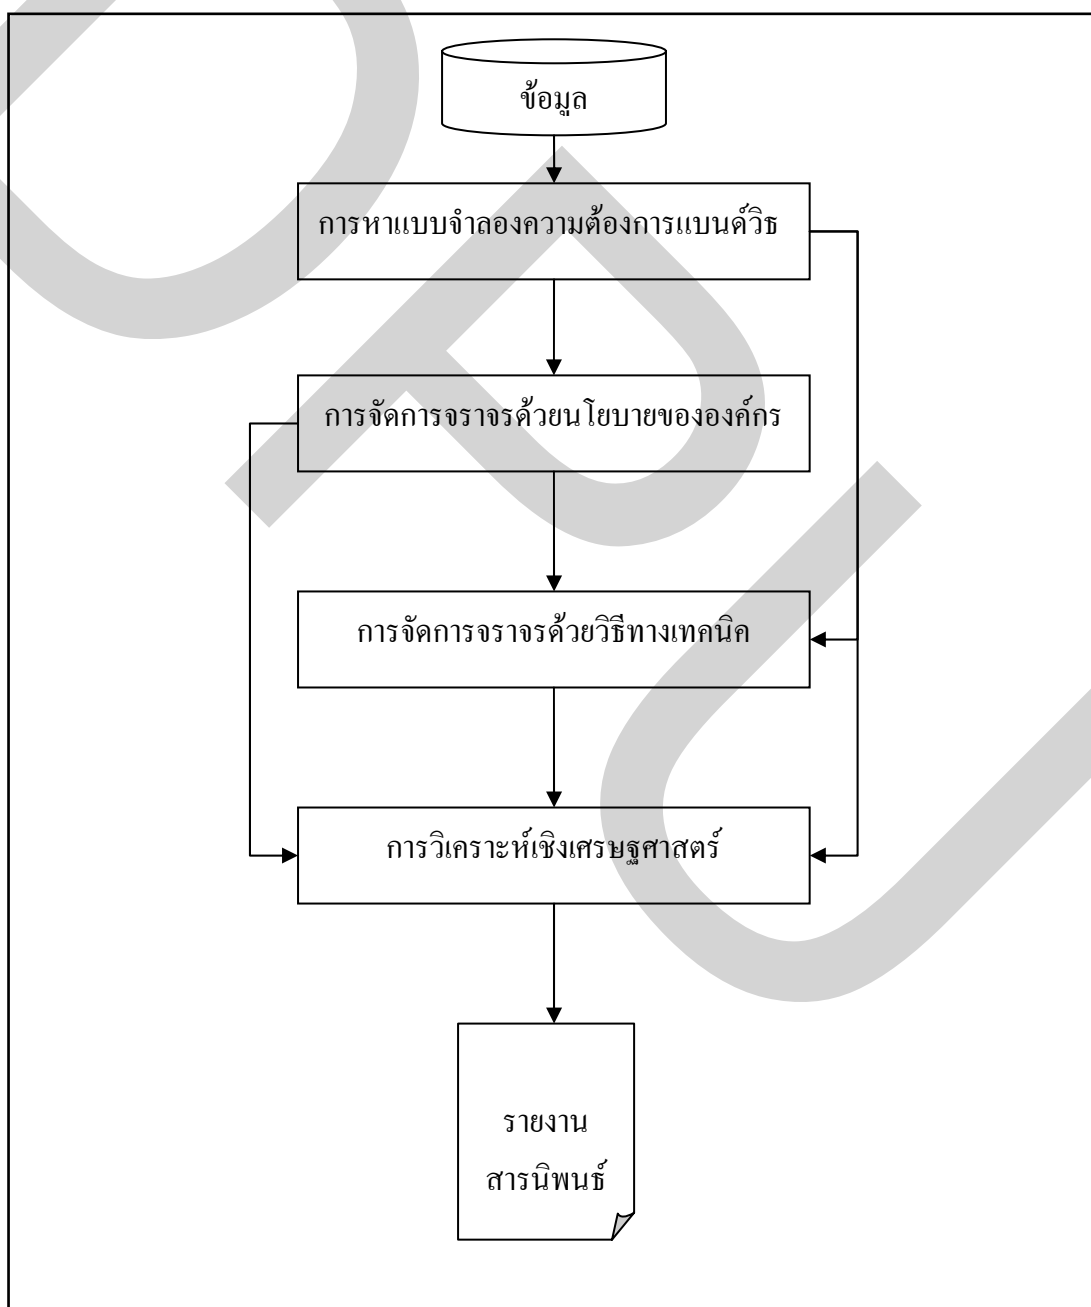 ข้อมูล
การหาแบบจำลองความต้องการแบนด์วิธ
การจัดการจราจรด้วยนโยบายขององค์กร
การจัดการจราจรด้วยวิธีทางเทคนิค
การวิเคราะห์เชิงเศรษฐศาสตร์
รายงาน
สารนิพนธ์
DPU